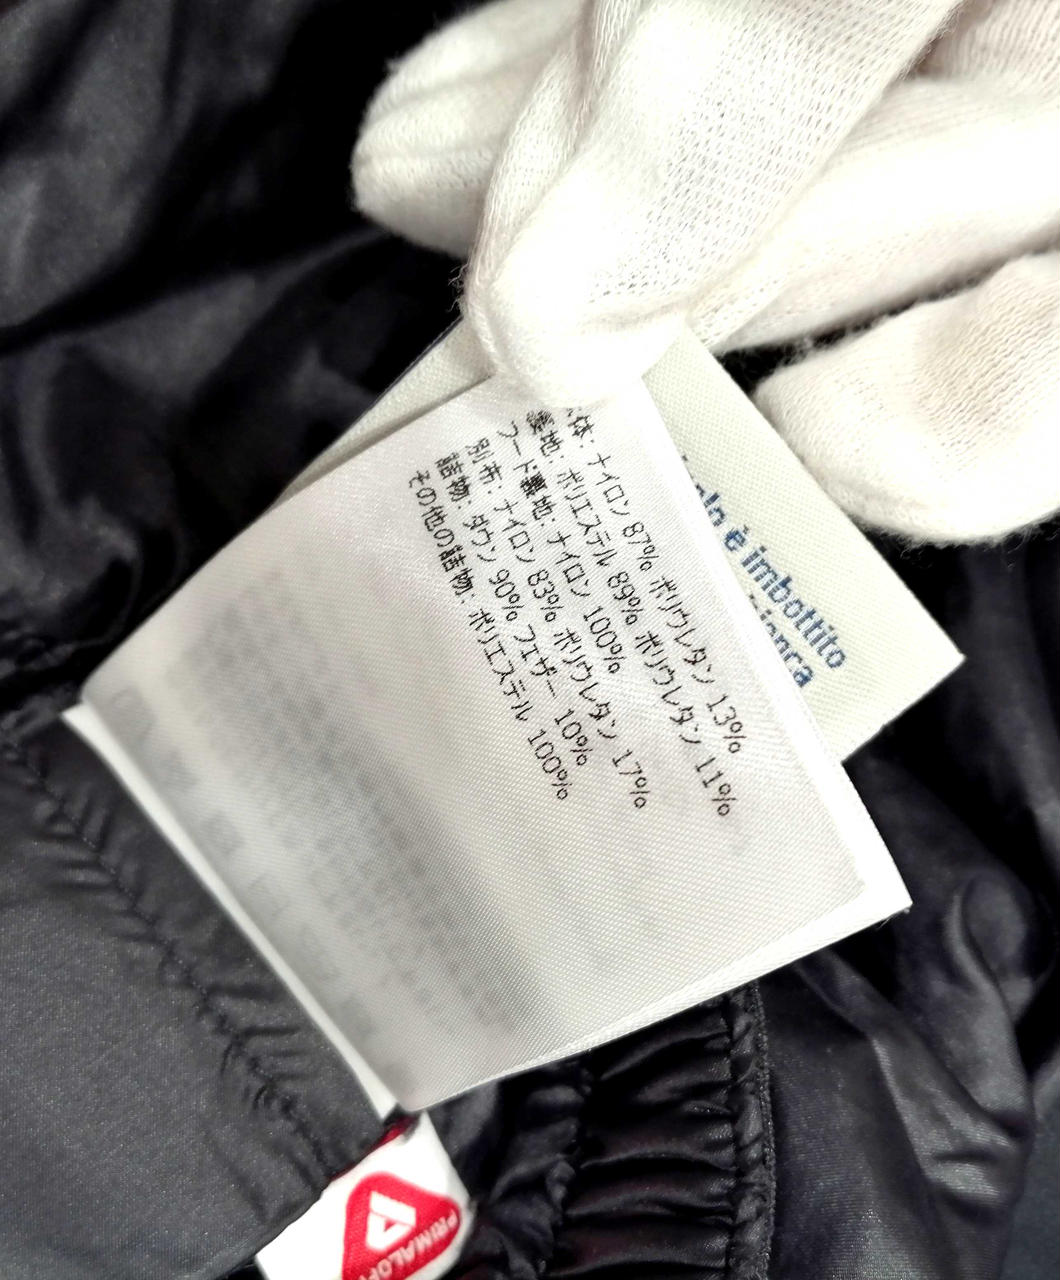 体: ナイロン 87% ポリウレタン 13%
裏地: ポリエステル 89% ポリウレタン 11%
フード裏地: ナイロン 100%
別布: ナイロン 83% ポリウレタン 17%
詰物: ダウン 90% フェザー 10%
その他の詰物: ポリエステル 100%
è imbottito
PRIMALOF